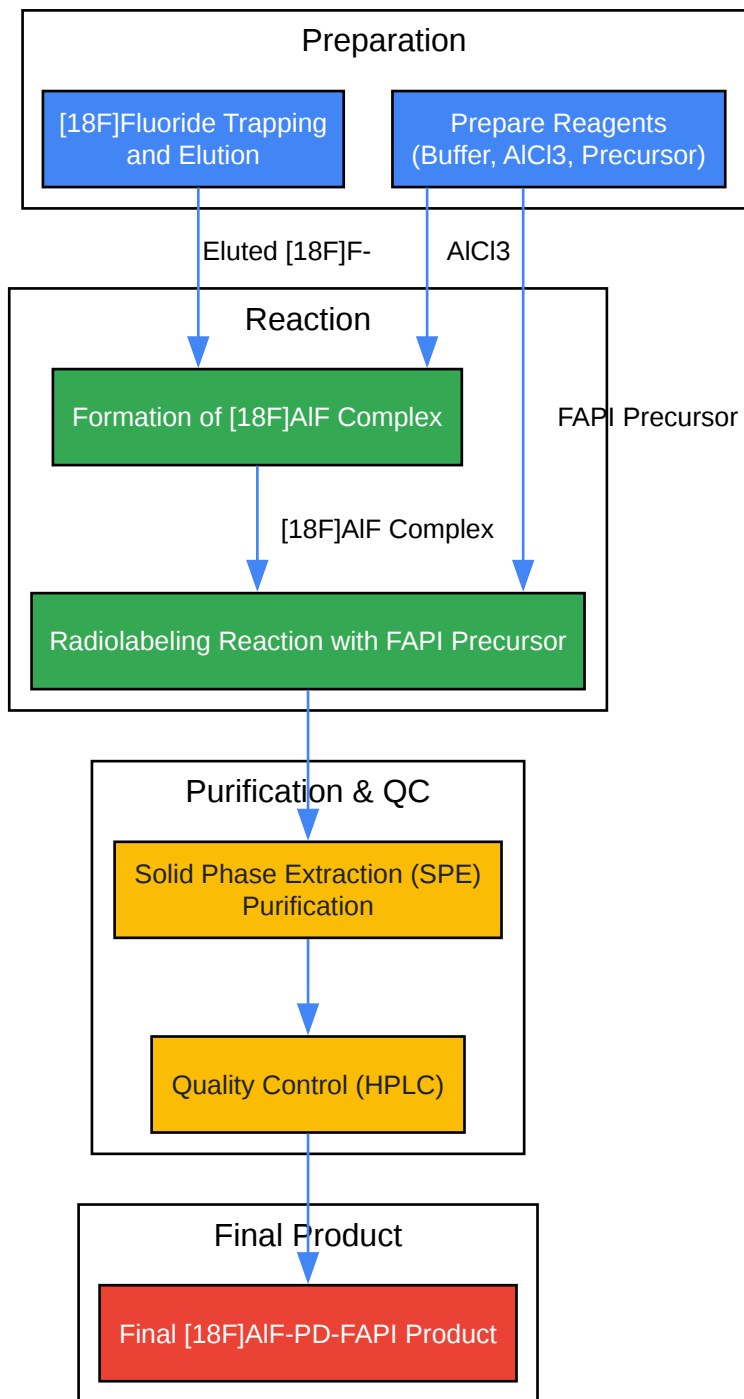 Preparation
[18F]Fluoride Trapping
and Elution
Prepare Reagents
(Buffer, AlCl3, Precursor)
Eluted [18F]F-
AlCl3
Reaction
Formation of [18F]AlF Complex
FAPI Precursor
[18F]AlF Complex
Radiolabeling Reaction with FAPI Precursor
Purification & QC
Solid Phase Extraction (SPE)
Purification
Quality Control (HPLC)
Final Product
Final [18F]AlF-PD-FAPI Product